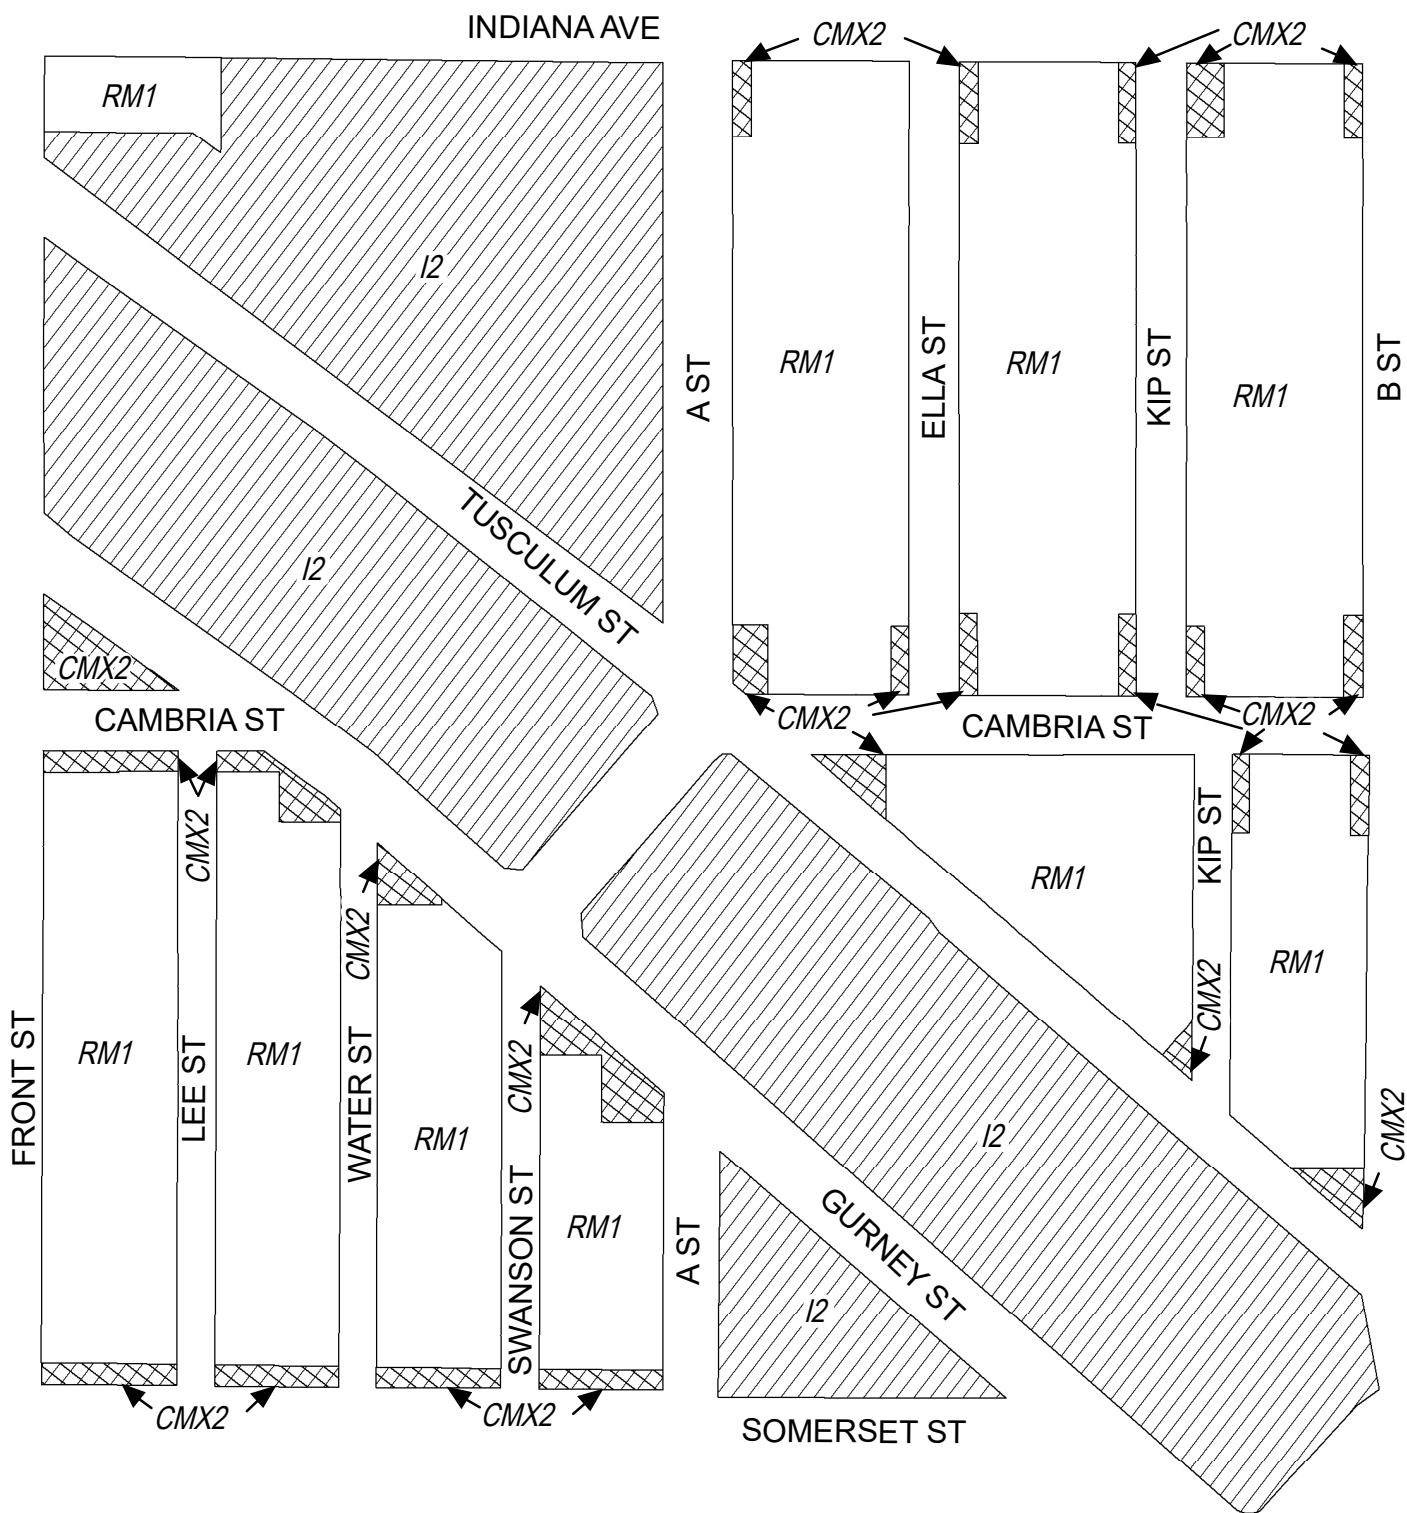 INDIANA AVE
CMX2
CMX2
RM1
I2
A ST
RM1
ELLA ST
RM1
KIP ST
RM1
B ST
TUSCULUM ST
I2
CMX2
CAMBRIA ST
CMX2
CAMBRIA ST
CMX2
CMX2
KIP ST
RM1
CMX2
RM1
CMX2
CMX2
FRONT ST
RM1
LEE ST
RM1
WATER ST
CMX2
RM1
SWANSON ST
RM1
A ST
I2
GURNEY ST
I2
CMX2
CMX2
CMX2
SOMERSET ST